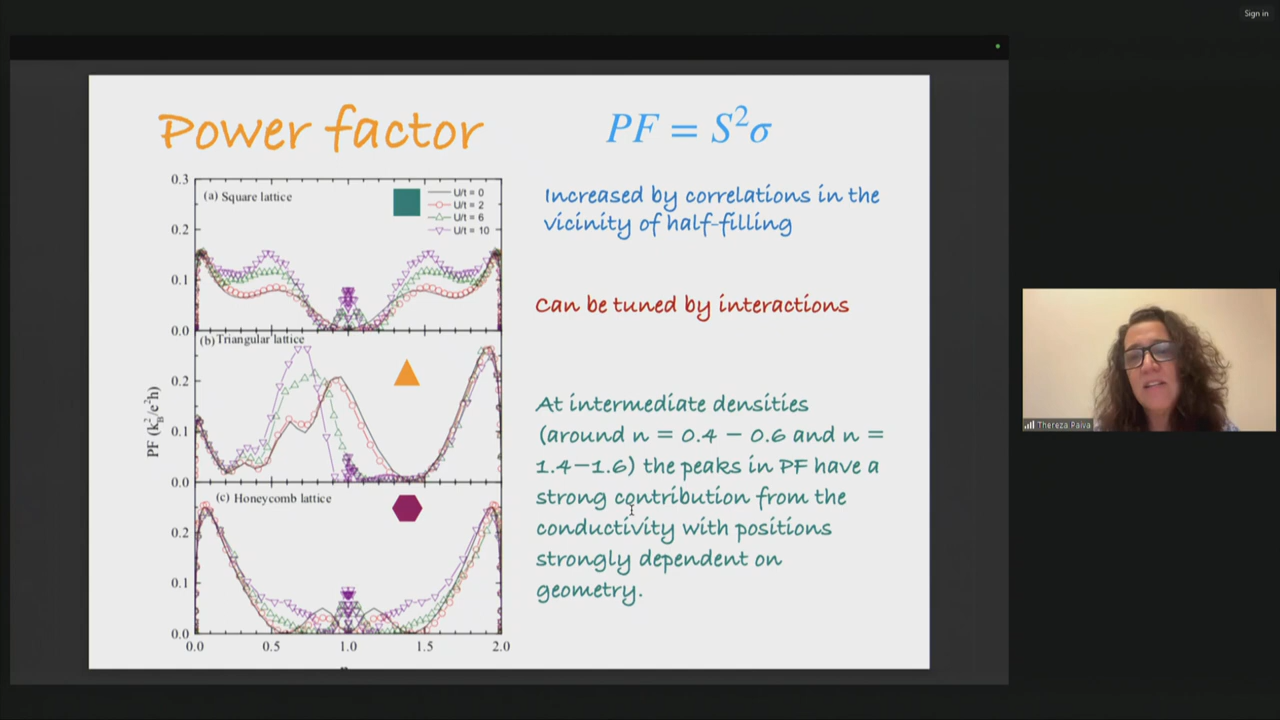 Sign in
Power factor
PF = S²σ
Increased by correlations in the
vicinity of half-filling
Can be tuned by interactions
At intermediate densities
(around n = 0.4 – 0.6 and n =
1.4–1.6) the peaks in PF have a
strong contribution from the
conductivity with positions
strongly dependent on
geometry.
0.3
(a) Square lattice
U/t = 0
U/t = 2
U/t = 6
U/t = 10
0.2
0.1
0.0
(b) Triangular lattice
0.2
0.1
0.0
PF (k_B^2/e^2h)
(c) Honeycomb lattice
0.2
0.1
0.0
0.0 0.5 1.0 1.5 2.0
Thereza Paiva